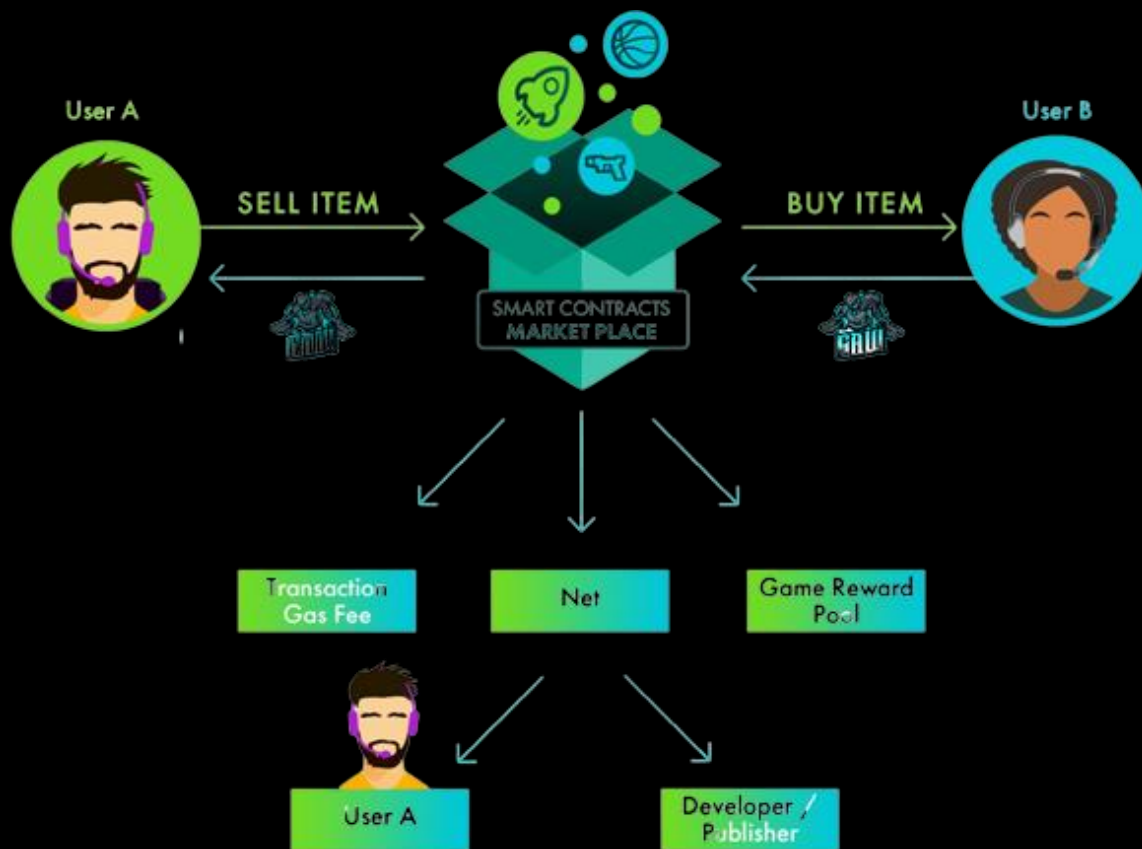 User A
User B
SELL ITEM
BUY ITEM
SMART CONTRACTS
MARKET PLACE
Transaction
Gas Fee
Net
Game Reward
Pool
User A
Developer /
Publisher